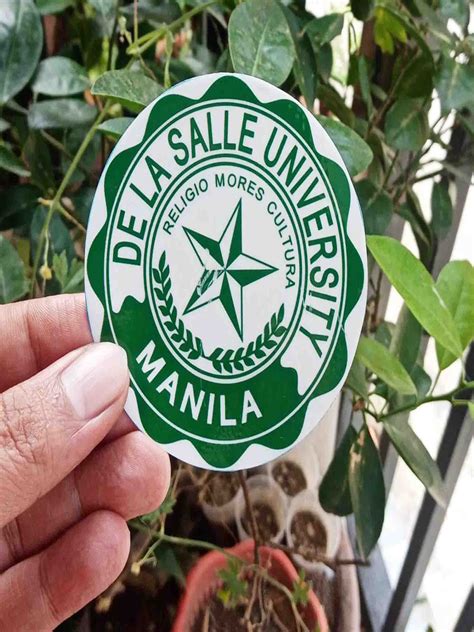 DE LA SALLE UNIVERSITY
RELIGIO MORES CULTURA
MANILA